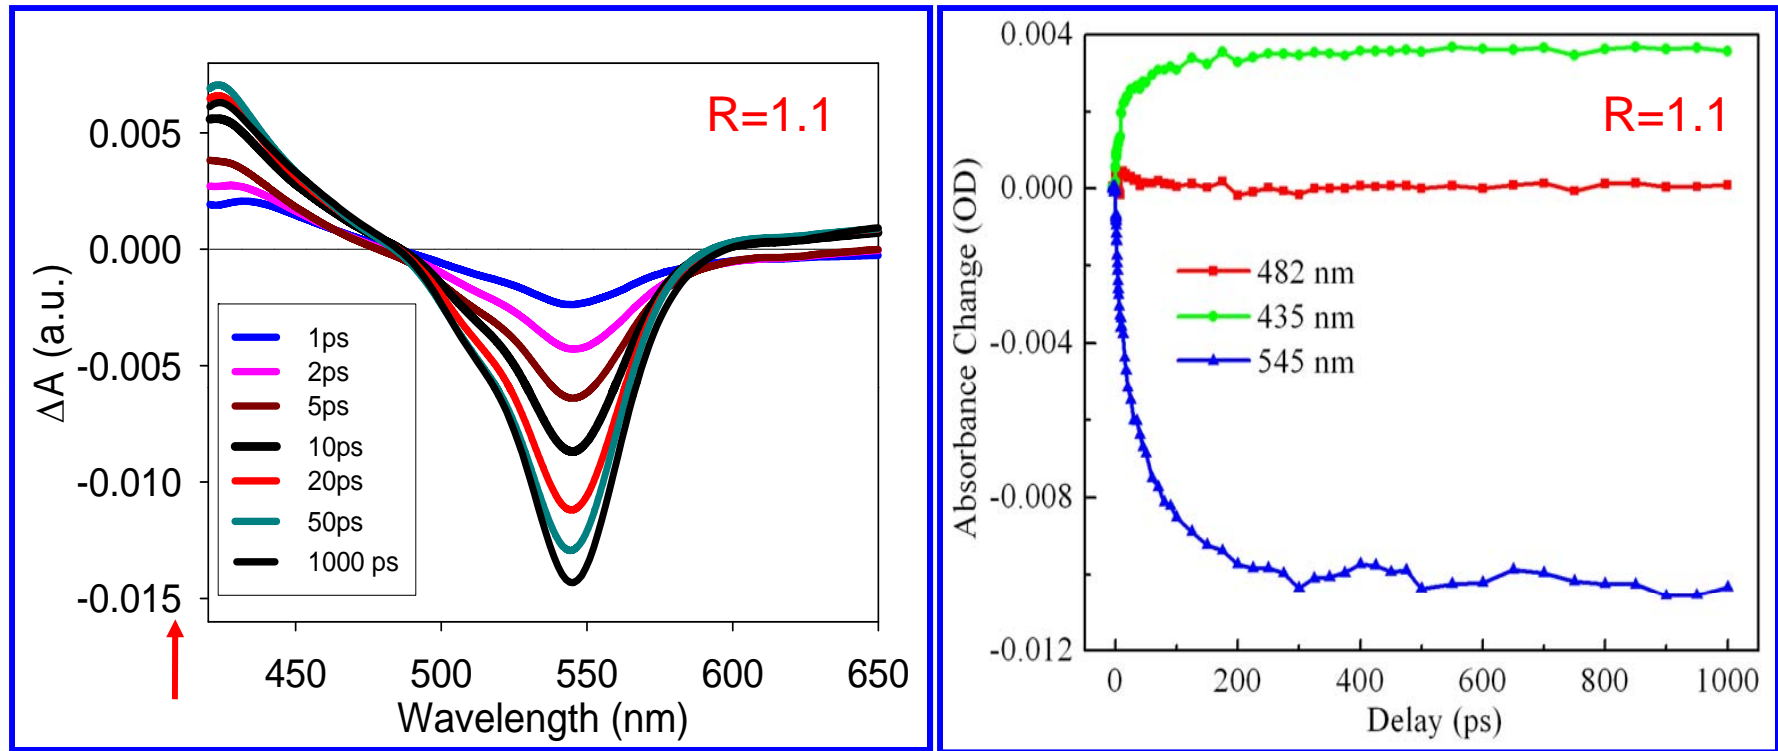 R=1.1
0.005
0.000
-0.005
-0.010
-0.015
ΔA (a.u.)
1ps
2ps
5ps
10ps
20ps
50ps
1000 ps
450 500 550 600 650
Wavelength (nm)
R=1.1
0.004
0.000
-0.004
-0.008
-0.012
Absorbance Change (OD)
482 nm
435 nm
545 nm
0 200 400 600 800 1000
Delay (ps)